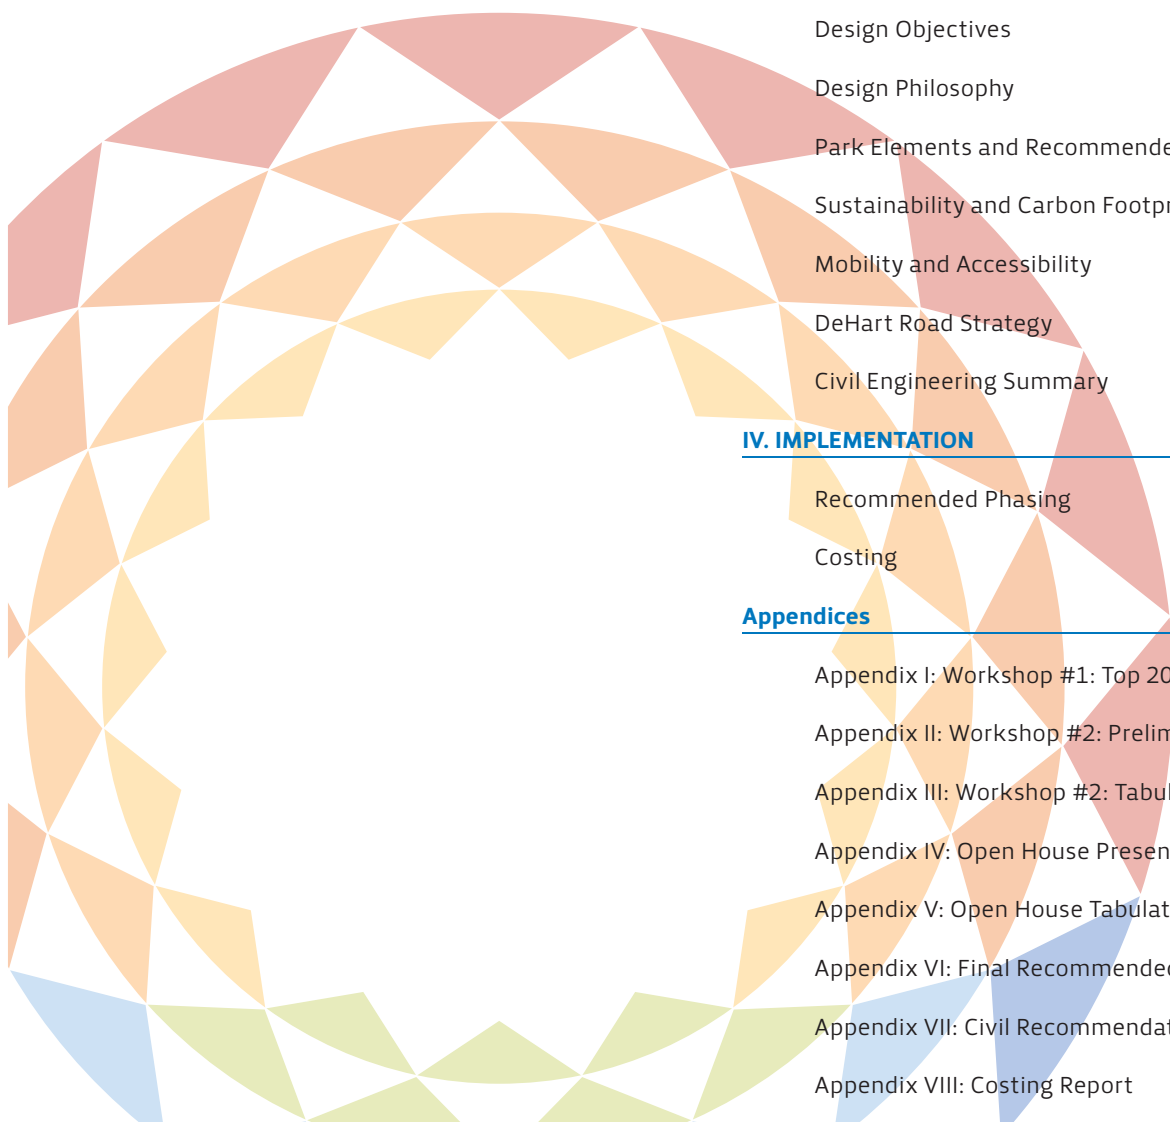 Design Objectives
Design Philosophy
Park Elements and Recommende
Sustainability and Carbon Footpr
Mobility and Accessibility
DeHart Road Strategy
Civil Engineering Summary
IV. IMPLEMENTATION
Recommended Phasing
Costing
Appendices
Appendix I: Workshop #1: Top 20
Appendix II: Workshop #2: Prelim
Appendix III: Workshop #2: Tabul
Appendix IV: Open House Presen
Appendix V: Open House Tabulat
Appendix VI: Final Recommended
Appendix VII: Civil Recommendat
Appendix VIII: Costing Report